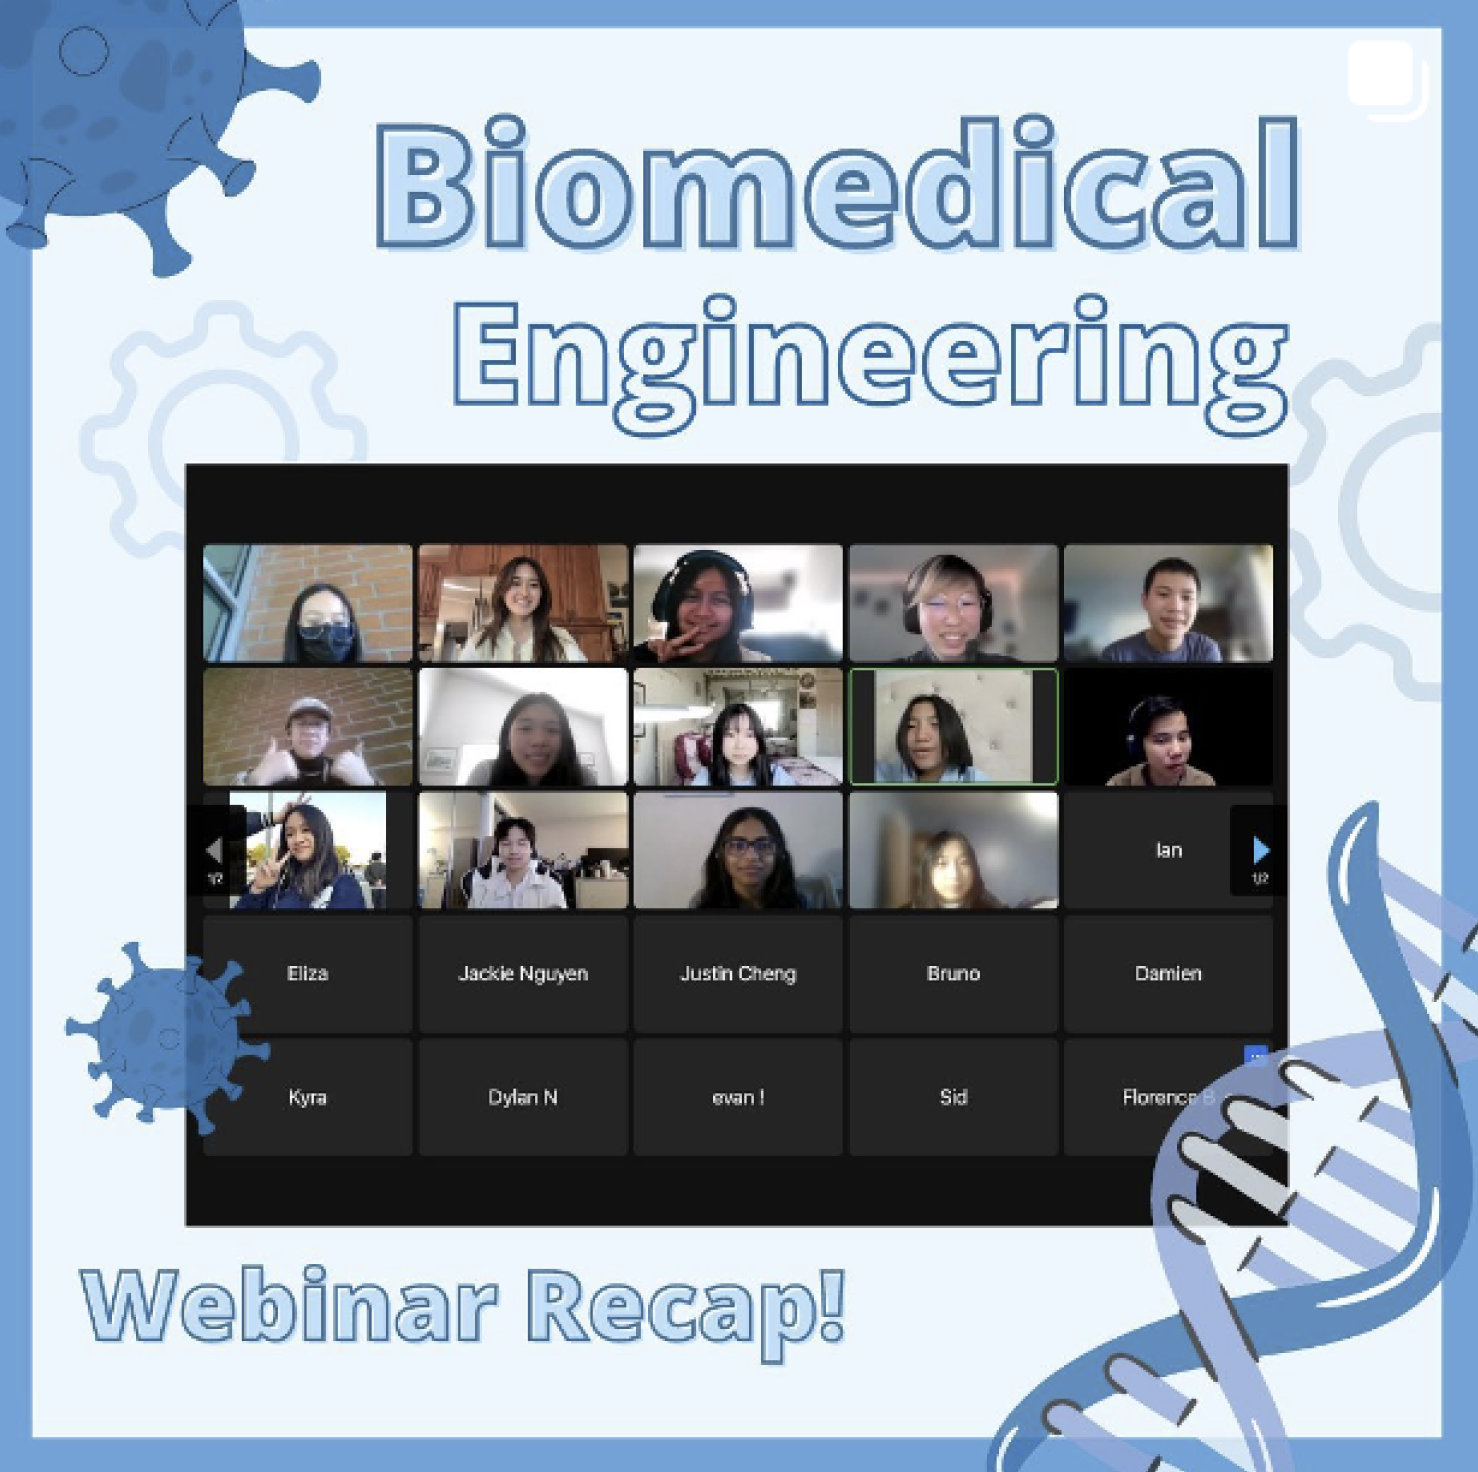 Biomedical
Engineering
1/2
Ian
1/2
Eliza
Jackie Nguyen
Justin Cheng
Bruno
Damien
Kyra
Dylan N
evan !
Sid
Florence B
Webinar Recap!